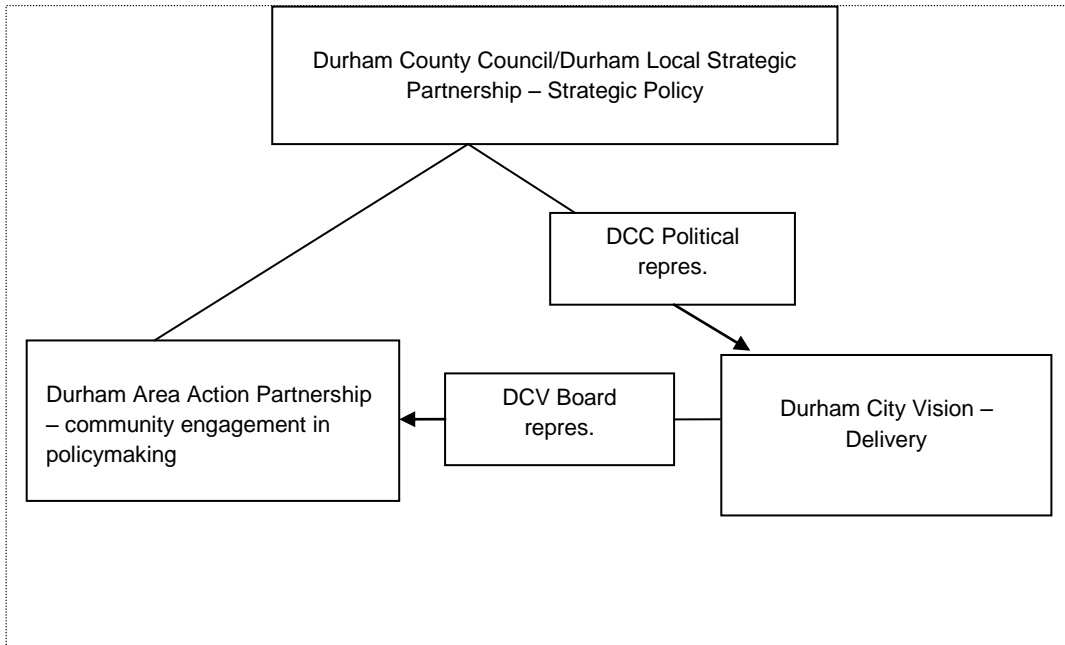 Durham County Council/Durham Local Strategic
Partnership – Strategic Policy
DCC Political
repres.
Durham Area Action Partnership
– community engagement in
policymaking
DCV Board
repres.
Durham City Vision –
Delivery